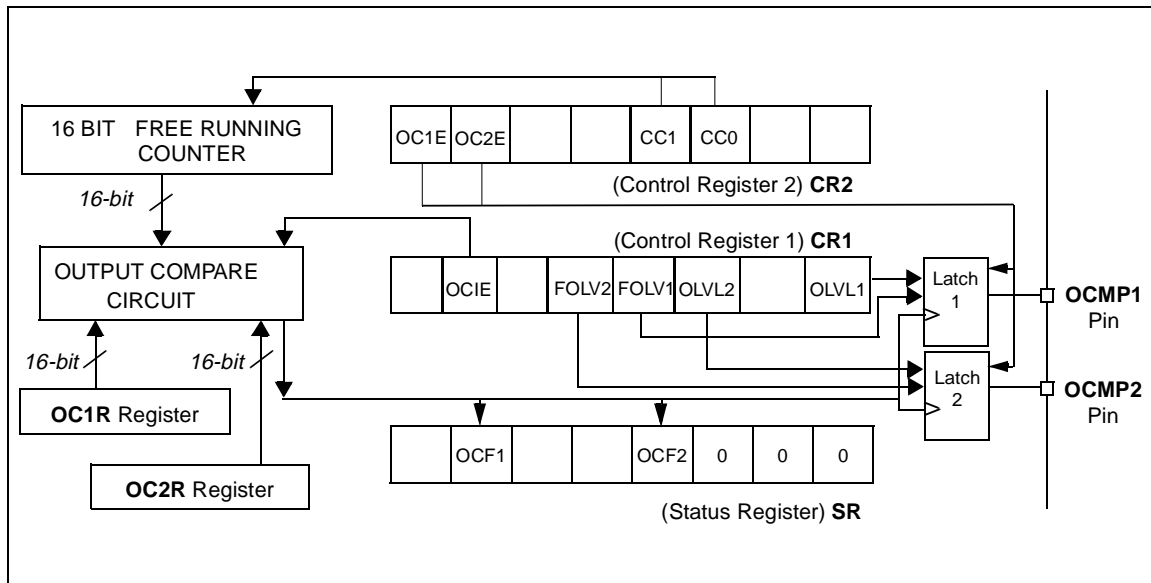 16 BIT FREE RUNNING
COUNTER
OC1E OC2E CC1 CC0
(Control Register 2) CR2
16-bit
(Control Register 1) CR1
OUTPUT COMPARE
CIRCUIT
OCIE FOLV2 FOLV1 OLVL2 OLVL1
Latch
1
OCMP1
Pin
16-bit
16-bit
Latch
2
OCMP2
Pin
OC1R Register
OCF1 OCF2 0 0 0
OC2R Register
(Status Register) SR